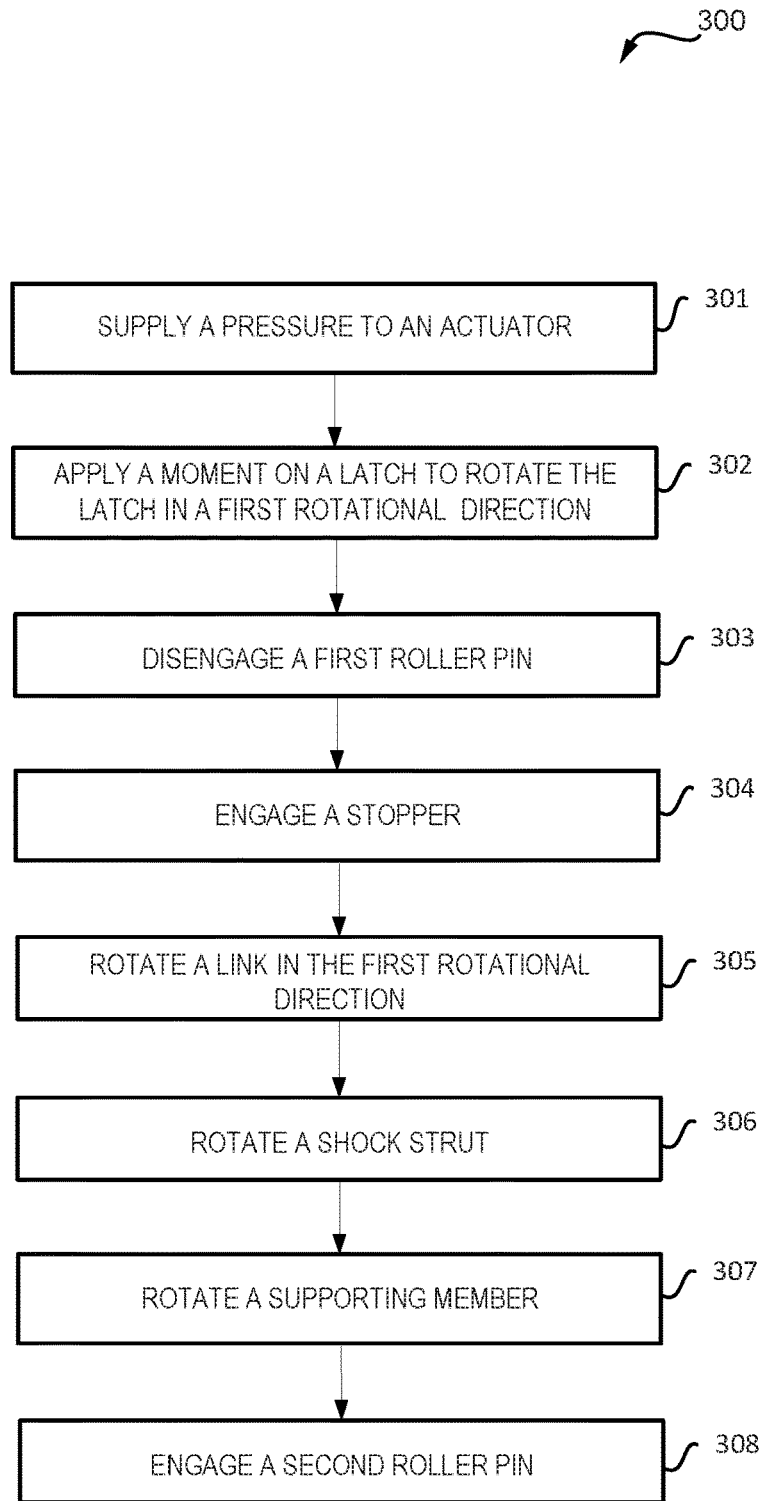 300
SUPPLY A PRESSURE TO AN ACTUATOR
301
APPLY A MOMENT ON A LATCH TO ROTATE THE
LATCH IN A FIRST ROTATIONAL DIRECTION
302
DISENGAGE A FIRST ROLLER PIN
303
ENGAGE A STOPPER
304
ROTATE A LINK IN THE FIRST ROTATIONAL
DIRECTION
305
ROTATE A SHOCK STRUT
306
ROTATE A SUPPORTING MEMBER
307
ENGAGE A SECOND ROLLER PIN
308